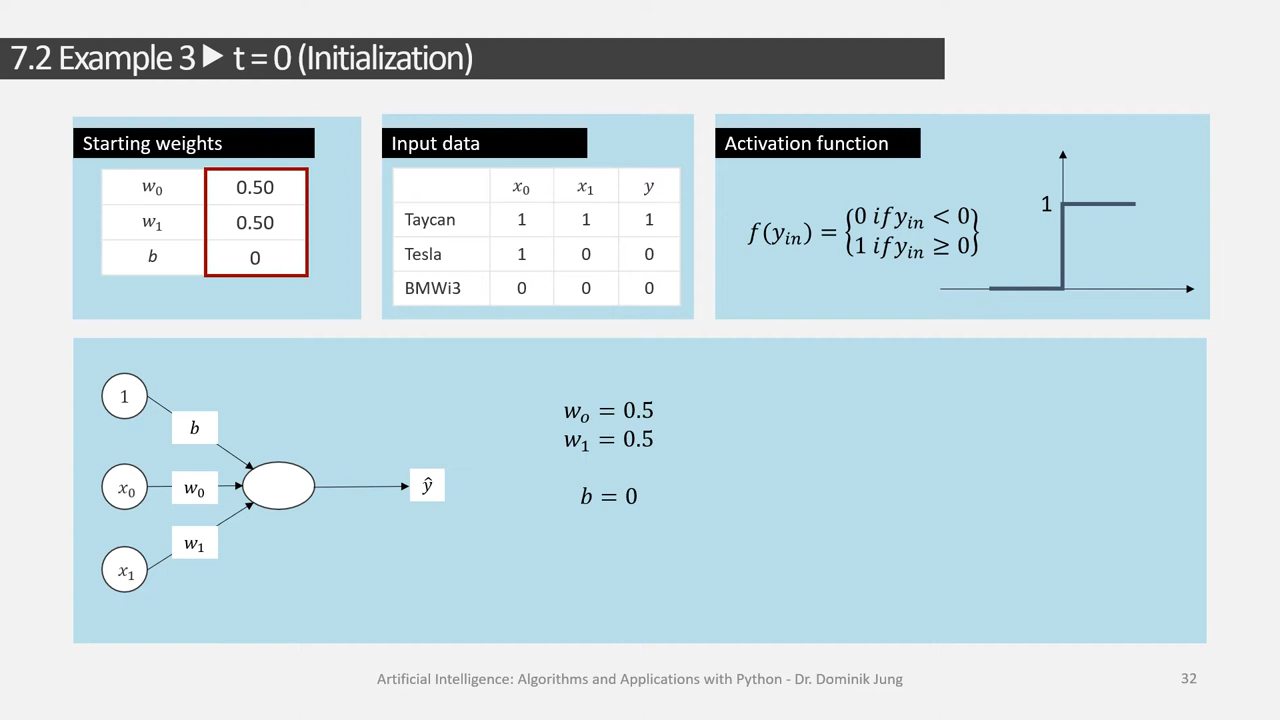 7.2 Example 3 ▶ t = 0 (Initialization)
Starting weights
w₀ 0.50
w₁ 0.50
b 0
Input data
x₀ x₁ y
Taycan 1 1 1
Tesla 1 0 0
BMWi3 0 0 0
Activation function
f(yᵢₙ) = {0 if yᵢₙ < 0
1 if yᵢₙ ≥ 0}
1
1
b
x₀
w₀
ŷ
w₁
x₁
wₒ = 0.5
w₁ = 0.5
b = 0
Artificial Intelligence: Algorithms and Applications with Python - Dr. Dominik Jung
32